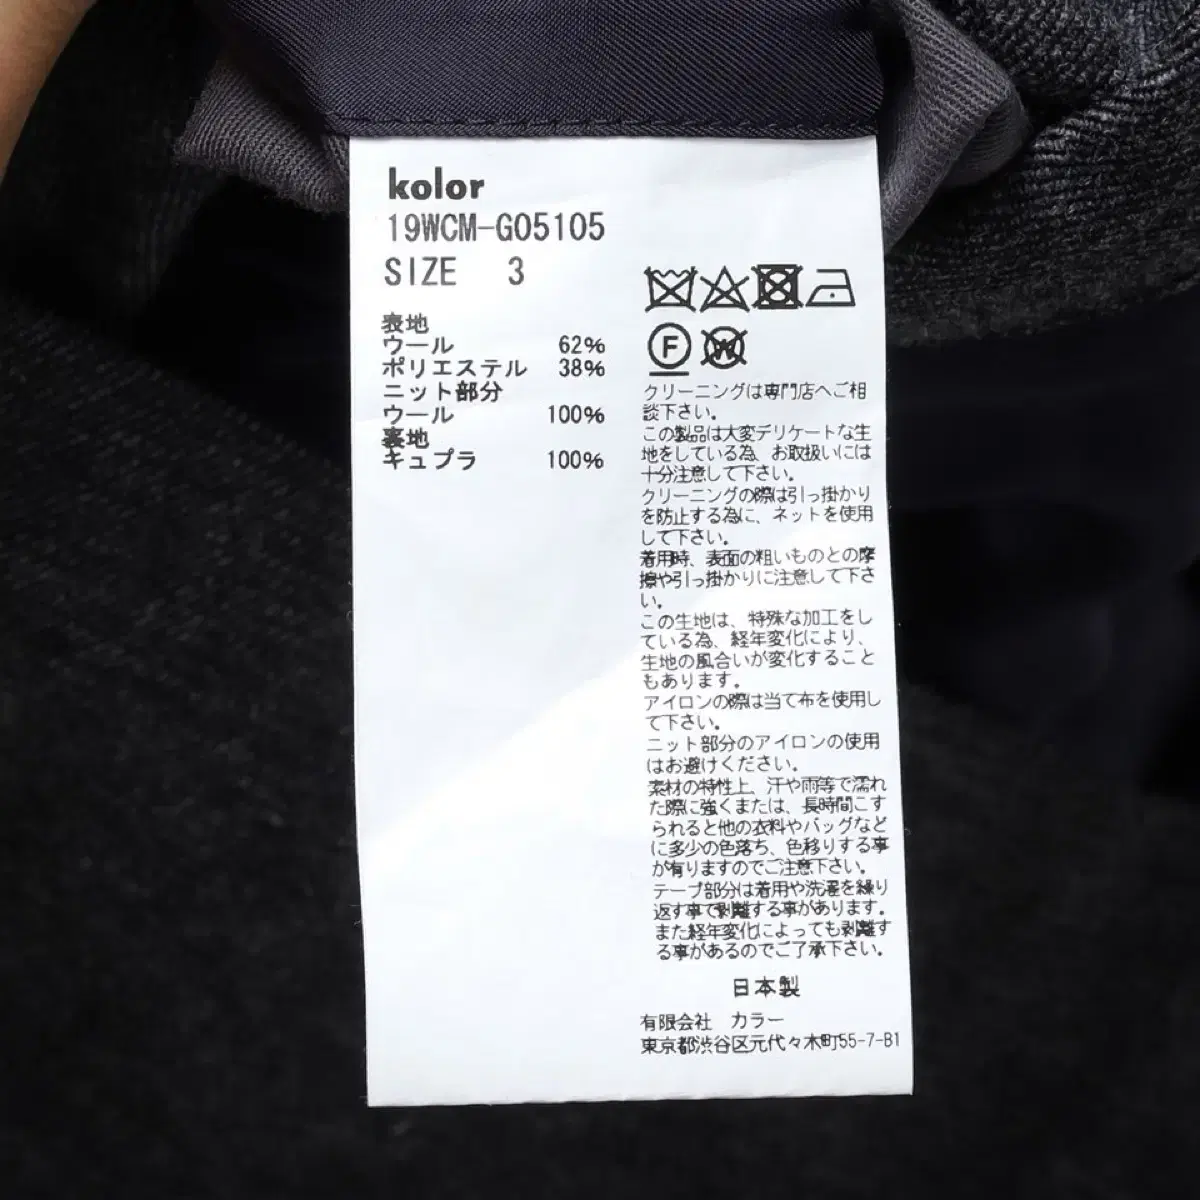 kolor
19WCM-G05105
SIZE 3
表地
ウール 62%
ポリエステル 38%
ニット部分
ウール 100%
裏地
キュプラ 100%
F
W
クリーニングは専門店へご相
談下さい。
この製品は大変デリケートな生
地をしている為、お取扱いには
十分注意して下さい。
クリーニングの際は引っ掛かり
を防止する為に、ネットを使用
して下さい。
着用時、表面の粗いものとの摩
擦や引っ掛かりに注意して下さ
い。
この生地は、特殊な加工をし
ている為、経年変化により、
生地の風合いが変化すること
もあります。
アイロンの際は当て布を使用し
て下さい。
ニット部分のアイロンの使用
はお避けください。
素材の特性上、汗や雨等で濡れ
た際に強くまたは、長時間こす
られると他の衣料やバッグなど
に多少の色落ち、色移りする事
が有りますのでご注意下さい。
テープ部分は着用や洗濯を繰り
返す事で剥離する事があります。
また経年変化によっても剥離す
る事があるのでご了承下さい。
日本製
有限会社 カラー
東京都渋谷区元代々木町55-7-B1